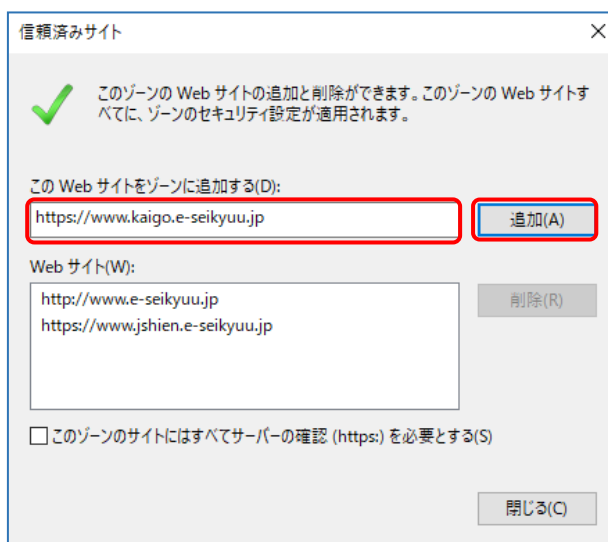 信頼済みサイト
このゾーンの Web サイトの追加と削除ができます。このゾーンの Web サイトす
べてに、ゾーンのセキュリティ設定が適用されます。
この Web サイトをゾーンに追加する(D):
https://www.kaigo.e-seikyuu.jp
追加(A)
Web サイト(W):
http://www.e-seikyuu.jp
https://www.jshien.e-seikyuu.jp
削除(R)
このゾーンのサイトにはすべてサーバーの確認 (https:) を必要とする(S)
閉じる(C)